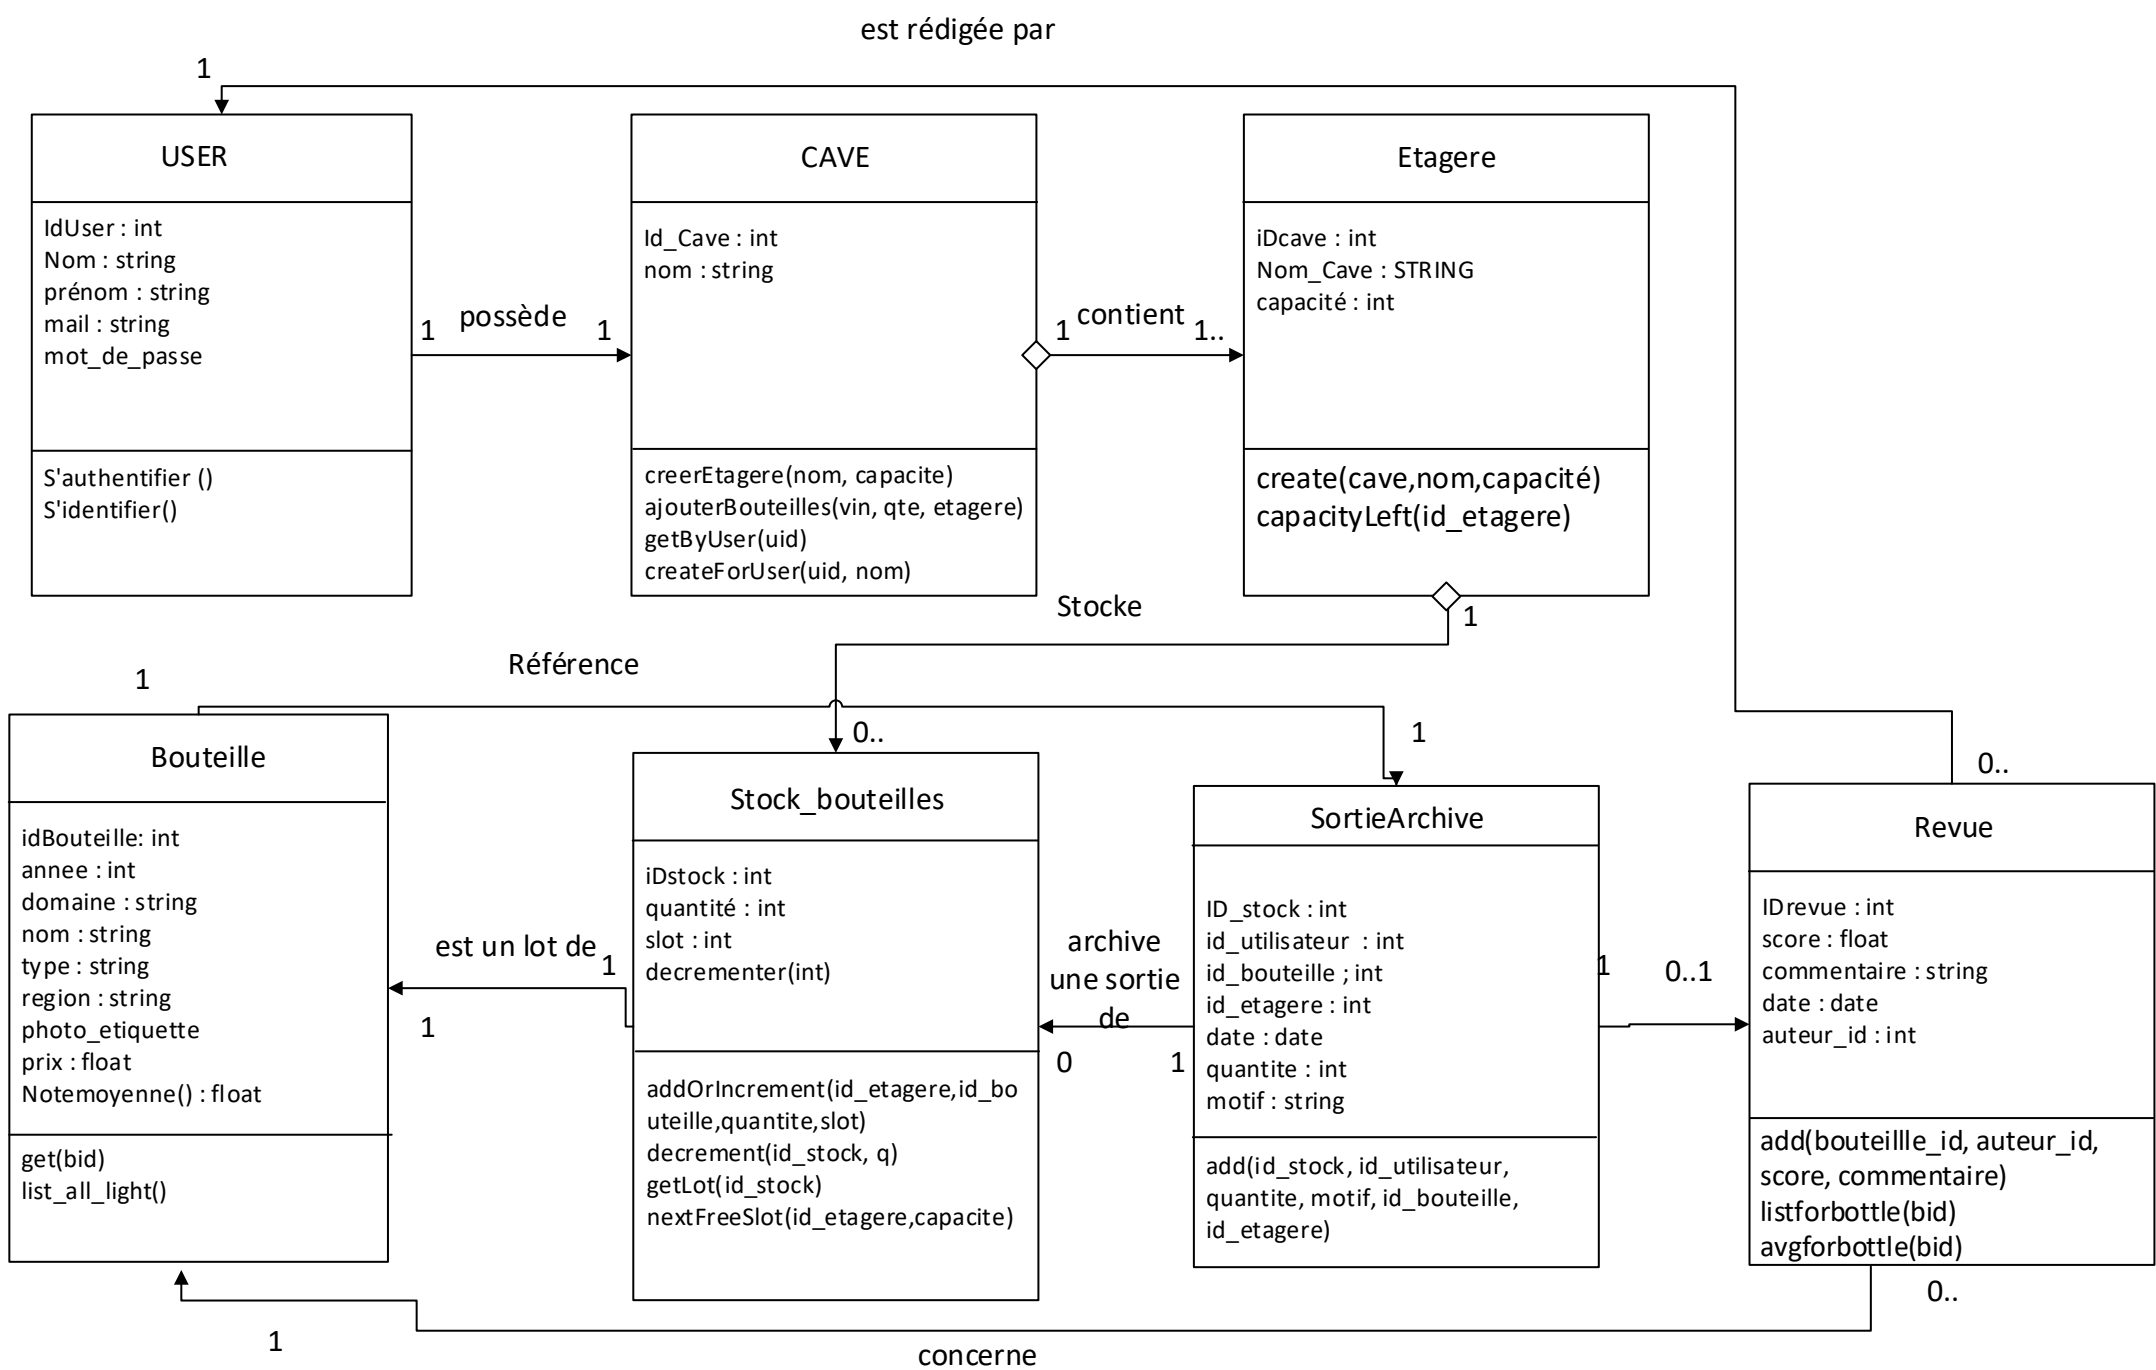 est rédigée par
1
USER
IdUser : int
Nom : string
prénom : string
mail : string
mot_de_passe
S'authentifier ()
S'identifier()
1
possède
1
CAVE
Id_Cave : int
nom : string
creerEtagere(nom, capacite)
ajouterBouteilles(vin, qte, etagere)
getByUser(uid)
createForUser(uid, nom)
1
contient
1..
Etagere
iDcave : int
Nom_Cave : STRING
capacité : int
create(cave,nom,capacité)
capacityLeft(id_etagere)
Stocke
1
0..
Référence
1
1
Bouteille
idBouteille: int
annee : int
domaine : string
nom : string
type : string
region : string
photo_etiquette
prix : float
Notemoyenne() : float
get(bid)
list_all_light()
est un lot de
1
1
Stock_bouteilles
iDstock : int
quantité : int
slot : int
decrementer(int)
addOrIncrement(id_etagere,id_bo
uteille,quantite,slot)
decrement(id_stock, q)
getLot(id_stock)
nextFreeSlot(id_etagere,capacite)
archive
une sortie
de
0
1
SortieArchive
ID_stock : int
id_utilisateur : int
id_bouteille ; int
id_etagere : int
date : date
quantite : int
motif : string
add(id_stock, id_utilisateur,
quantite, motif, id_bouteille,
id_etagere)
1
0..1
0..
Revue
IDrevue : int
score : float
commentaire : string
date : date
auteur_id : int
add(bouteillle_id, auteur_id,
score, commentaire)
listforbottle(bid)
avgforbottle(bid)
0..
1
concerne